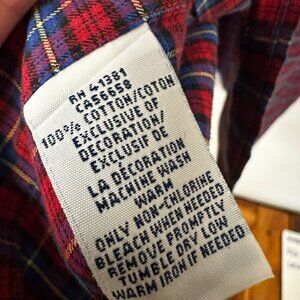 RN 41381
CA56658
100% COTTON/COTON
EXCLUSIVE OF
DECORATION/
EXCLUSIF DE
LA DECORATION
MACHINE WASH
WARM
ONLY NON-CHLORINE
BLEACH WHEN NEEDED
REMOVE PROMPTLY
TUMBLE DRY LOW
WARM IRON IF NEEDED